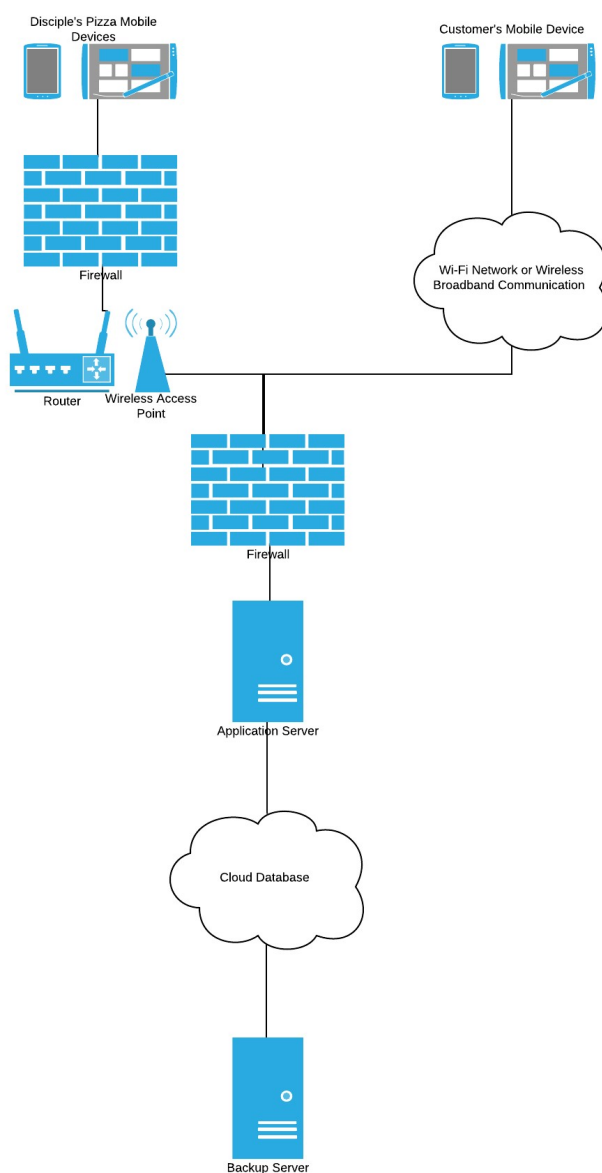 Disciple's Pizza Mobile
Devices
Customer's Mobile Device
Firewall
Wi-Fi Network or Wireless
Broadband Communication
Router
Wireless Access
Point
Firewall
Application Server
Cloud Database
Backup Server